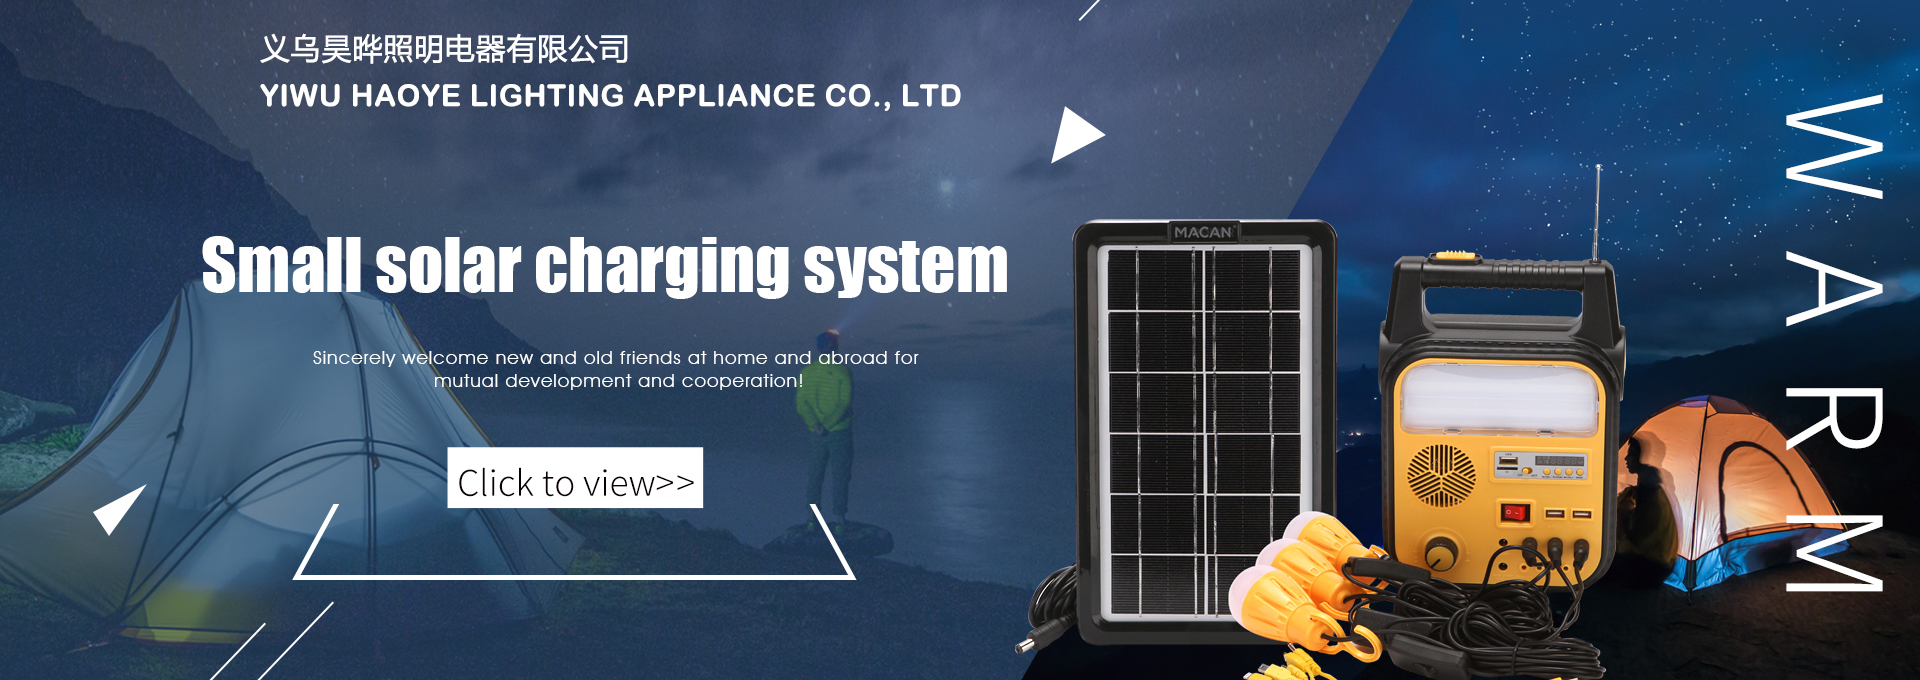 义乌昊晔照明电器有限公司
YIWU HAOYE LIGHTING APPLIANCE CO., LTD
Small solar charging system
Sincerely welcome new and old friends at home and abroad for
mutual development and cooperation!
Click to view>>
MACAN
WARM